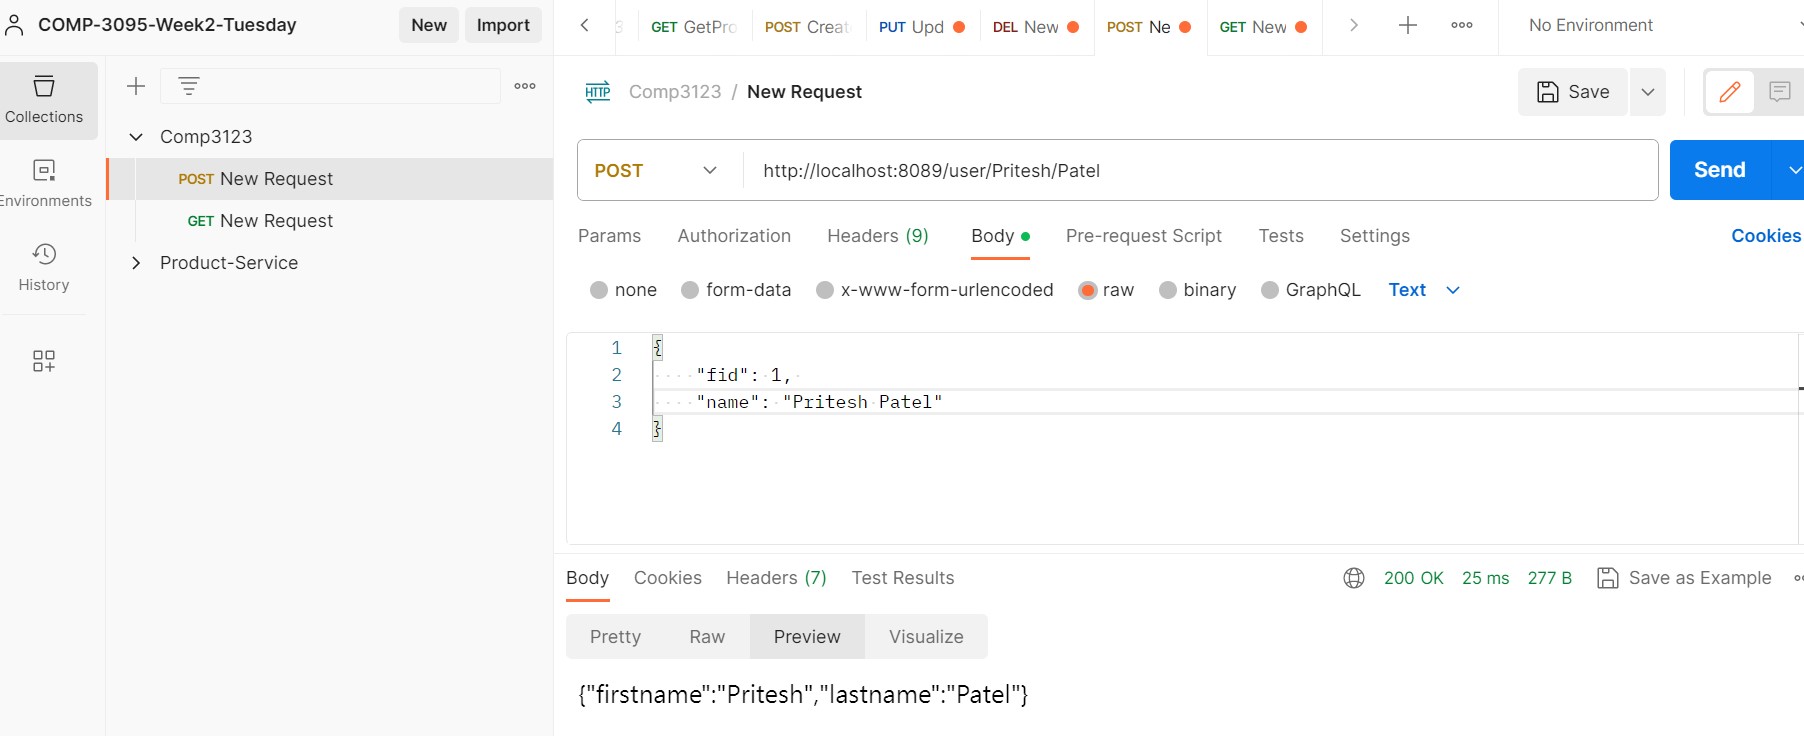 COMP-3095-Week2-Tuesday
New
Import
GET GetPro
POST Creat
PUT Upd
DEL New
POST Ne
GET New
No Environment
Collections
Environments
History
Comp3123
POST New Request
GET New Request
Product-Service
HTTP Comp3123 / New Request
Save
POST
http://localhost:8089/user/Pritesh/Patel
Send
Params Authorization Headers (9) Body Pre-request Script Tests Settings Cookies
none form-data x-www-form-urlencoded raw binary GraphQL Text
1 {
2 "fid": 1,
3 "name": "Pritesh Patel"
4 }
Body Cookies Headers (7) Test Results 200 OK 25 ms 277 B Save as Example
Pretty Raw Preview Visualize
{"firstname":"Pritesh","lastname":"Patel"}